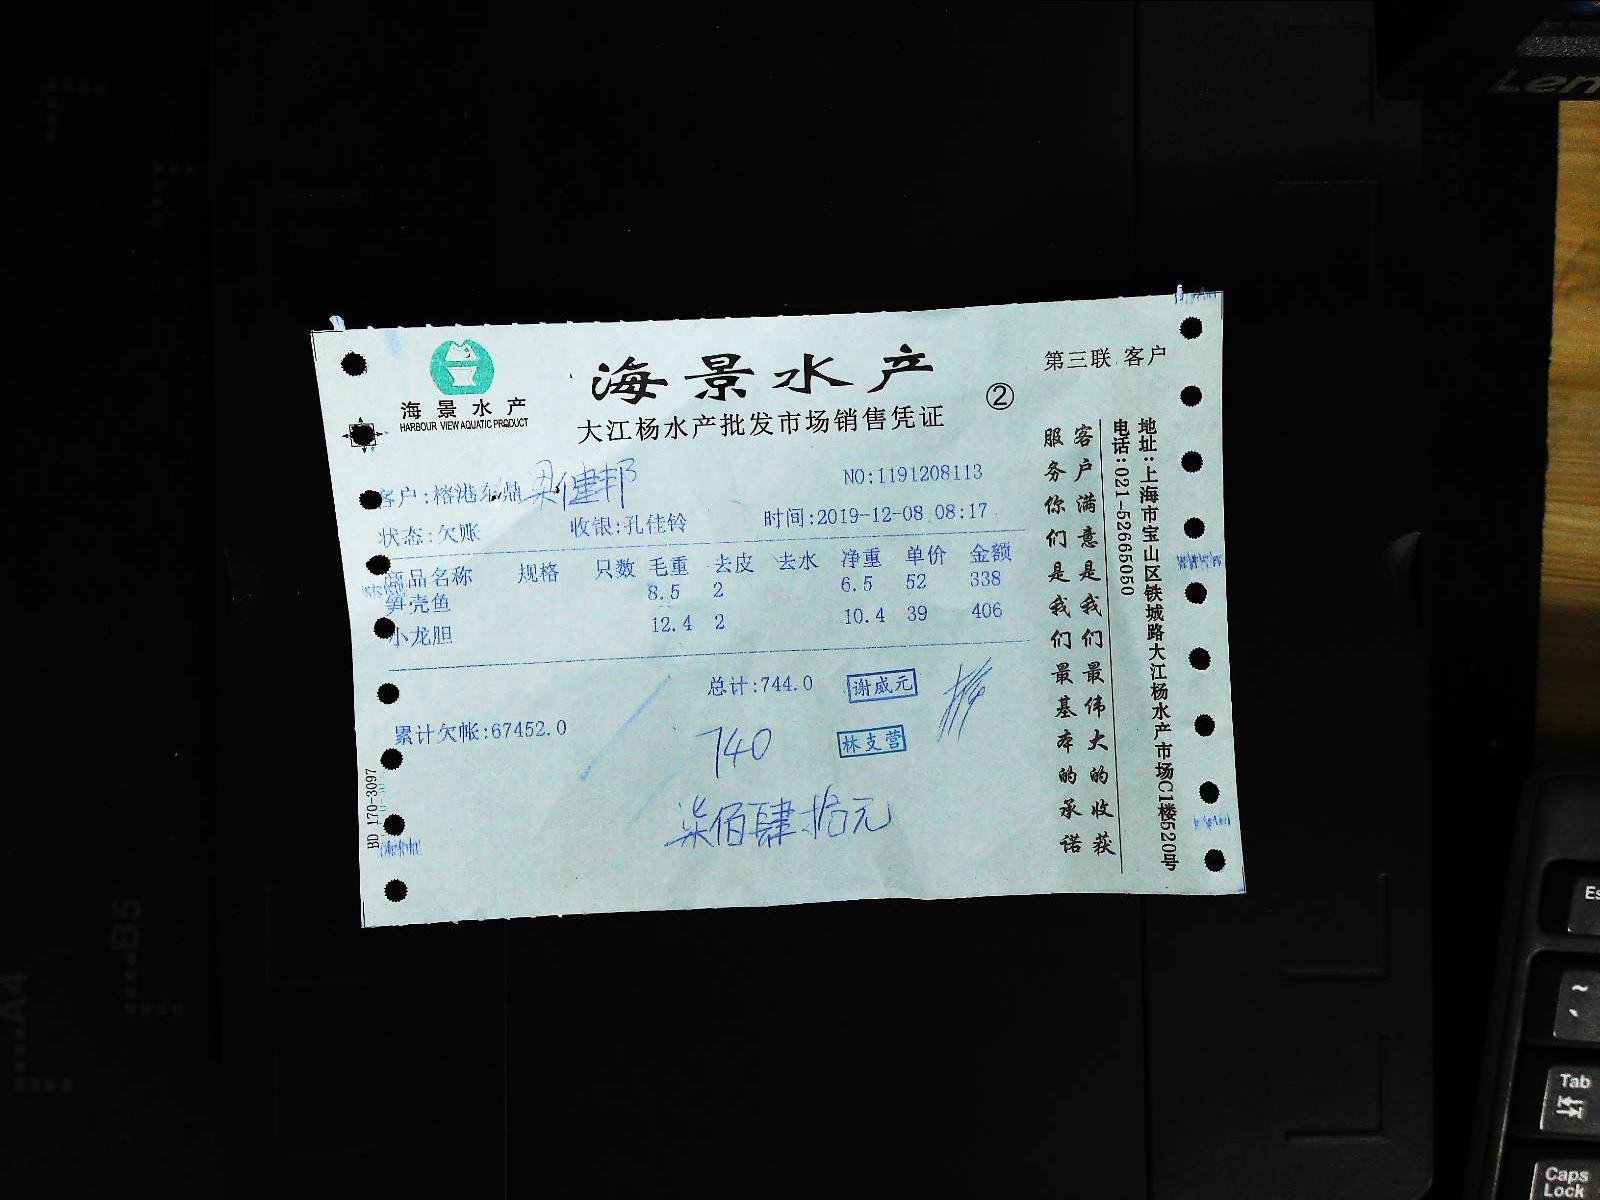 海景水产
HARBOUR VIEW AQUATIC PRODUCT
海景水产
大江杨水产批发市场销售凭证
②
第三联 客户
客户:榕港东鼎 梁健邦
NO:1191208113
状态:欠账 收银:孔佳铃 时间:2019-12-08 08:17
商品名称 规格 只数 毛重 去皮 去水 净重 单价 金额
笋壳鱼 8.5 2 6.5 52 338
小龙胆 12.4 2 10.4 39 406
总计:744.0 谢威元
累计欠帐:67452.0
740 林支营
柒佰肆拾元
BD 170-3097
客户满意是我们最伟大的收获
服务你们是我们最基本的承诺
地址:上海市宝山区铁城路大江杨水产市场C1楼520号
电话:021-52665050
A4
B5
Len
Es
~
Tab
Caps
Lock